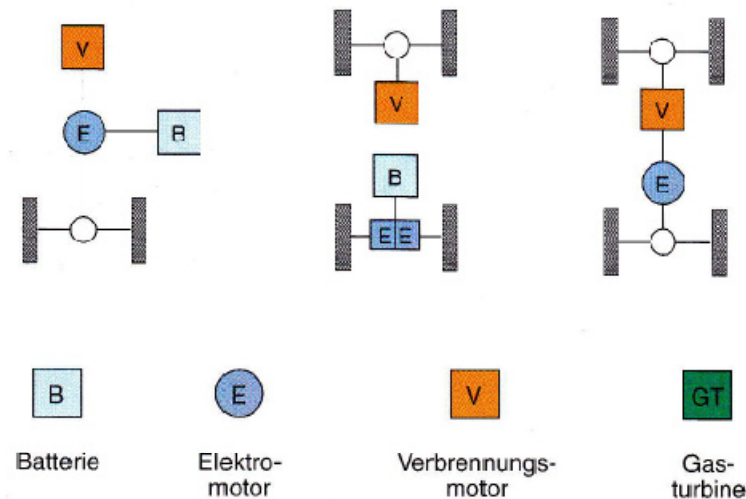 V
E
B
V
B
E E
V
E
B
E
V
GT
Batterie
Elektro-
motor
Verbrennungs-
motor
Gas-
turbine